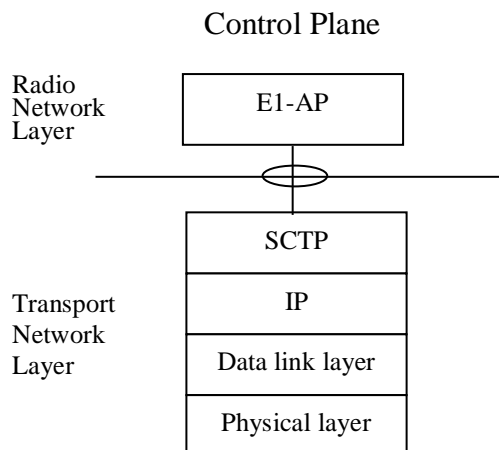 Control Plane
Radio
Network
Layer
E1-AP
SCTP
IP
Transport
Network
Layer
Data link layer
Physical layer